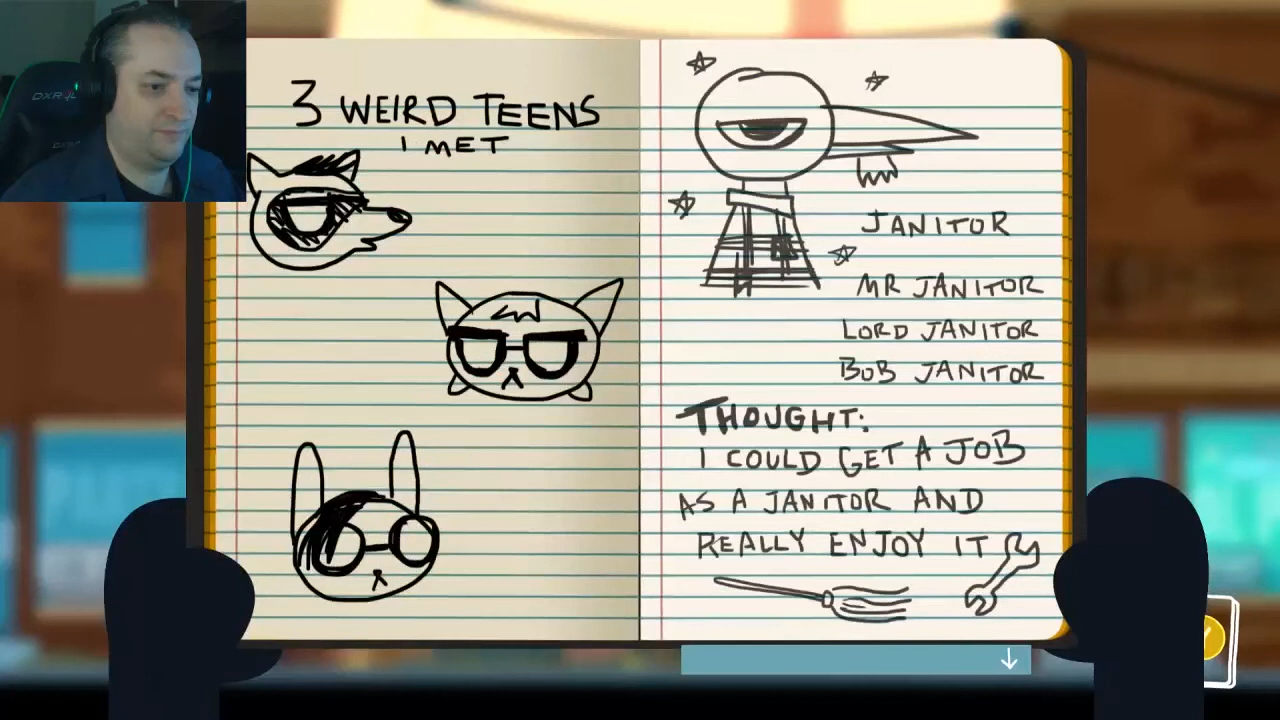 3 WEIRD TEENS
I MET
JANITOR
MR JANITOR
LORD JANITOR
BOB JANITOR
THOUGHT:
I COULD GET A JOB
AS A JANITOR AND
REALLY ENJOY IT